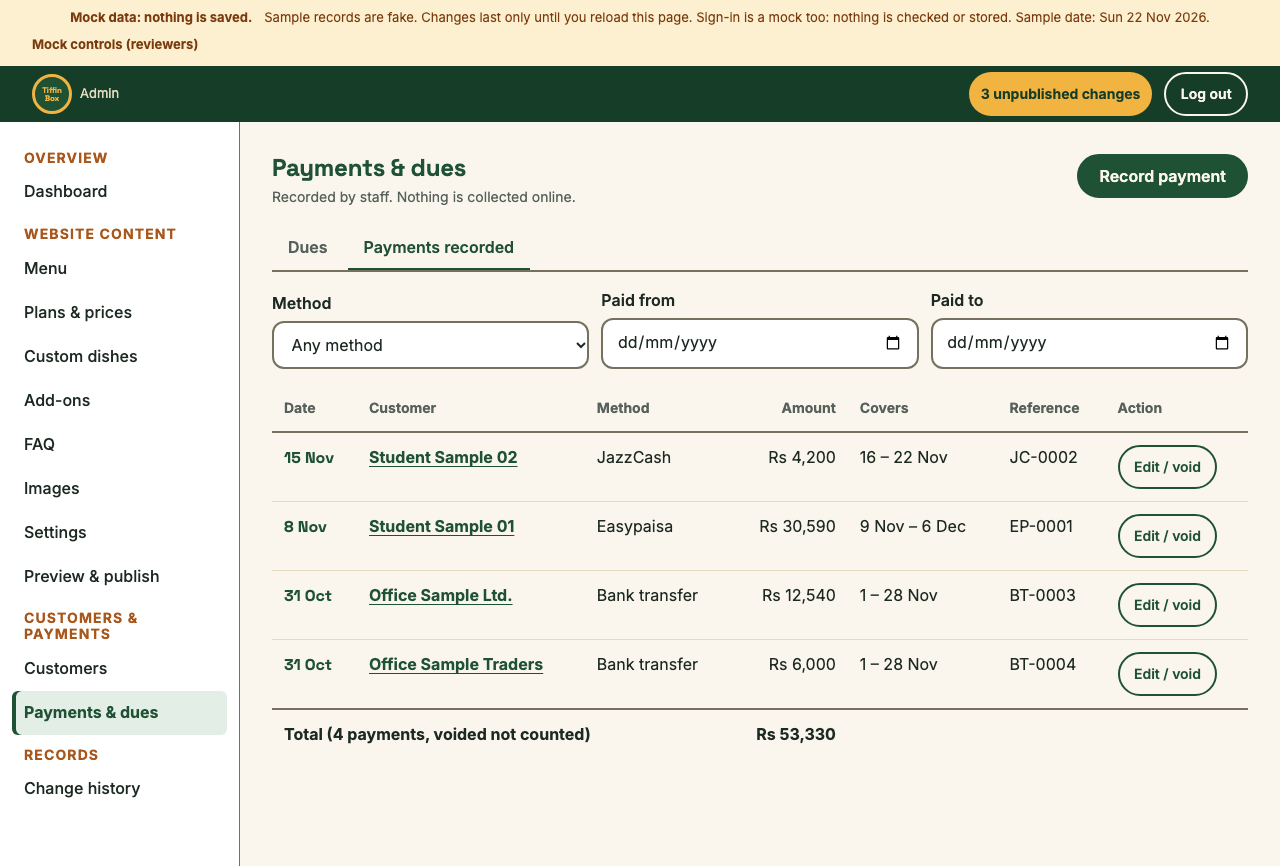 Mock data: nothing is saved. Sample records are fake. Changes last only until you reload this page. Sign-in is a mock too: nothing is checked or stored. Sample date: Sun 22 Nov 2026.
Mock controls (reviewers)
Tiffin
Box
Admin
3 unpublished changes
Log out
OVERVIEW
Dashboard
WEBSITE CONTENT
Menu
Plans & prices
Custom dishes
Add-ons
FAQ
Images
Settings
Preview & publish
CUSTOMERS &
PAYMENTS
Customers
Payments & dues
RECORDS
Change history
Payments & dues
Recorded by staff. Nothing is collected online.
Record payment
Dues Payments recorded
Method Paid from Paid to
Any method dd/mm/yyyy dd/mm/yyyy
Date Customer Method Amount Covers Reference Action
15 Nov Student Sample 02 JazzCash Rs 4,200 16 – 22 Nov JC-0002 Edit / void
8 Nov Student Sample 01 Easypaisa Rs 30,590 9 Nov – 6 Dec EP-0001 Edit / void
31 Oct Office Sample Ltd. Bank transfer Rs 12,540 1 – 28 Nov BT-0003 Edit / void
31 Oct Office Sample Traders Bank transfer Rs 6,000 1 – 28 Nov BT-0004 Edit / void
Total (4 payments, voided not counted) Rs 53,330